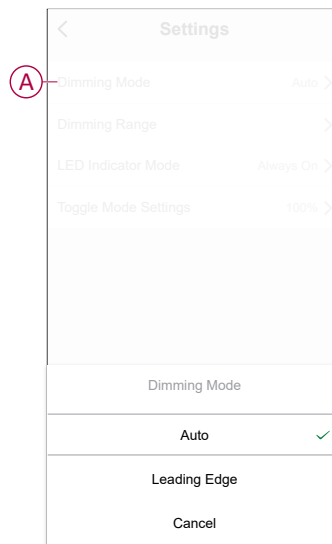 Settings
A
Dimming Mode Auto
Dimming Range
LED Indicator Mode Always On
Toggle Mode Settings 100%
Dimming Mode
Auto
Leading Edge
Cancel